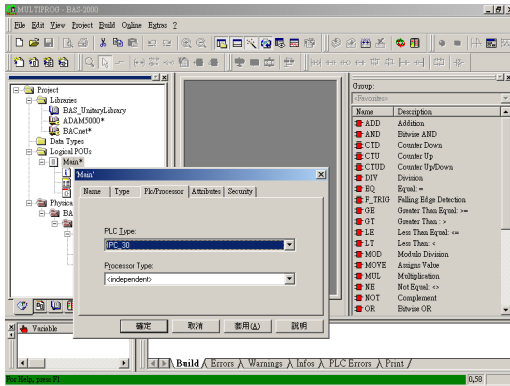 MULTIPROG - BAS-2000
File Edit View Project Build Online Extras ?
Project
Libraries
BAS_UnitaryLibrary
ADAM5000*
BACnet*
Data Types
Logical POUs
Main*
Physica
BA
'Main'
Name Type Plc/Processor Attributes Security
PLC Type:
IPC_30
Processor Type:
<independent>
確定 取消 套用(A) 說明
Group:
<Favorites>
Name Description
ADD Addition
AND Bitwise AND
CTD Counter Down
CTU Counter Up
CTUD Counter Up/Down
DIV Division
EQ Equal: =
F_TRIG Falling Edge Detection
GE Greater Than Equal: >=
GT Greater Than : >
LE Less Than Equal: <=
LT Less Than: <
MOD Modulo Division
MOVE Assigns Value
MUL Multiplication
NE Not Equal: <>
NOT Complement
OR Bitwise OR
Variable
Build Errors Warnings Infos PLC Errors Print
For Help, press F1
0,58